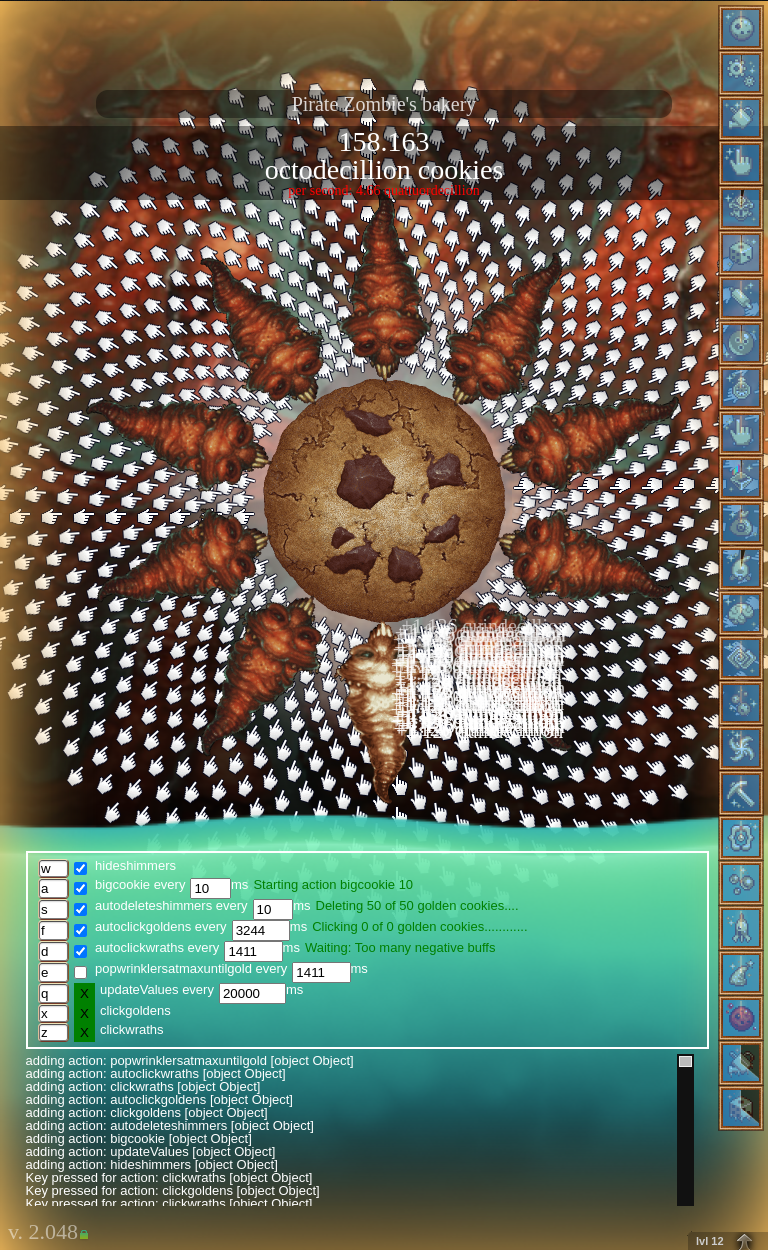 Pirate Zombie's bakery
158.163
octodecillion cookies
per second: 4.86 quattuordecillion
w hideshimmers
a bigcookie every 10 ms Starting action bigcookie 10
s autodeleteshimmers every 10 ms Deleting 50 of 50 golden cookies....
f autoclickgoldens every 3244 ms Clicking 0 of 0 golden cookies............
d autoclickwraths every 1411 ms Waiting: Too many negative buffs
e popwrinklersatmaxuntilgold every 1411 ms
q X updateValues every 20000 ms
x X clickgoldens
z X clickwraths
adding action: popwrinklersatmaxuntilgold [object Object]
adding action: autoclickwraths [object Object]
adding action: clickwraths [object Object]
adding action: autoclickgoldens [object Object]
adding action: clickgoldens [object Object]
adding action: autodeleteshimmers [object Object]
adding action: bigcookie [object Object]
adding action: updateValues [object Object]
adding action: hideshimmers [object Object]
Key pressed for action: clickwraths [object Object]
Key pressed for action: clickgoldens [object Object]
Key pressed for action: clickwraths [object Object]
v. 2.048
lvl 12